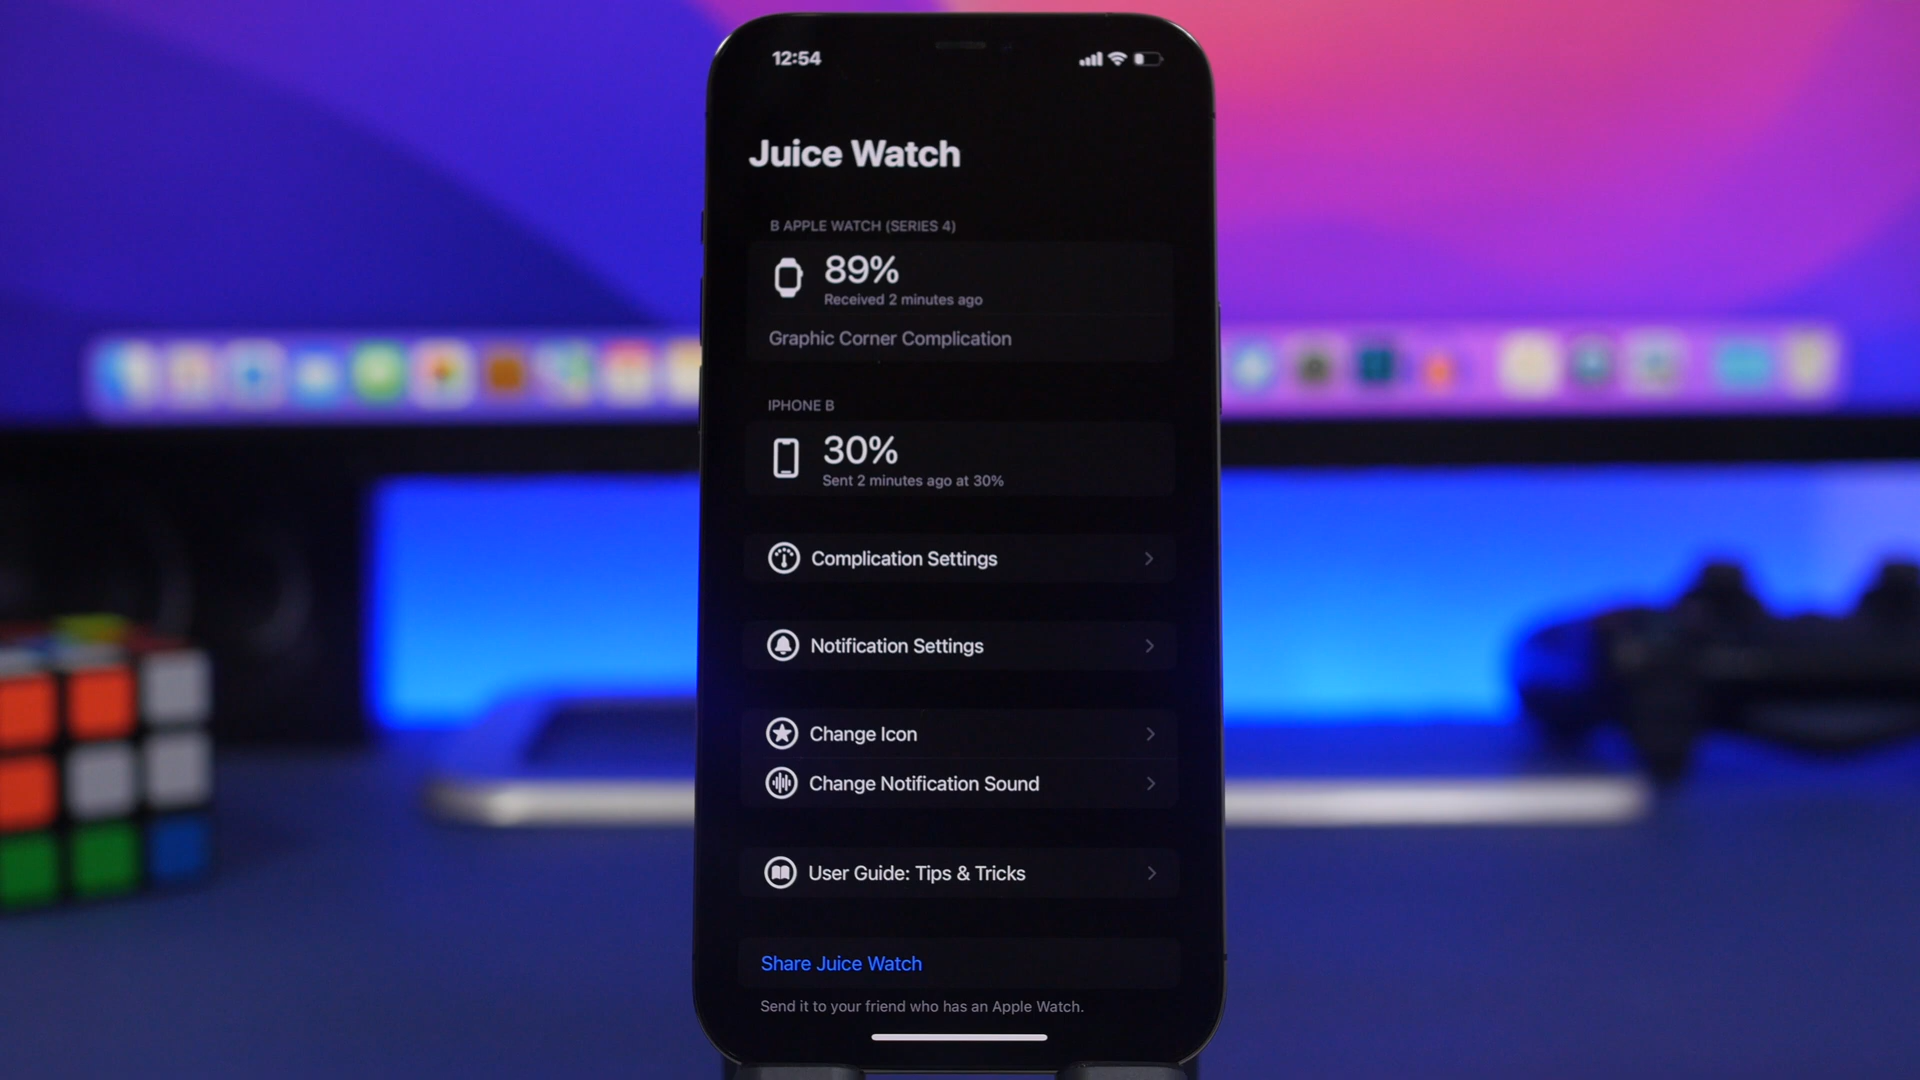 12:54
Juice Watch
B APPLE WATCH (SERIES 4)
89%
Received 2 minutes ago
Graphic Corner Complication
IPHONE B
30%
Sent 2 minutes ago at 30%
Complication Settings
Notification Settings
Change Icon
Change Notification Sound
User Guide: Tips & Tricks
Share Juice Watch
Send it to your friend who has an Apple Watch.